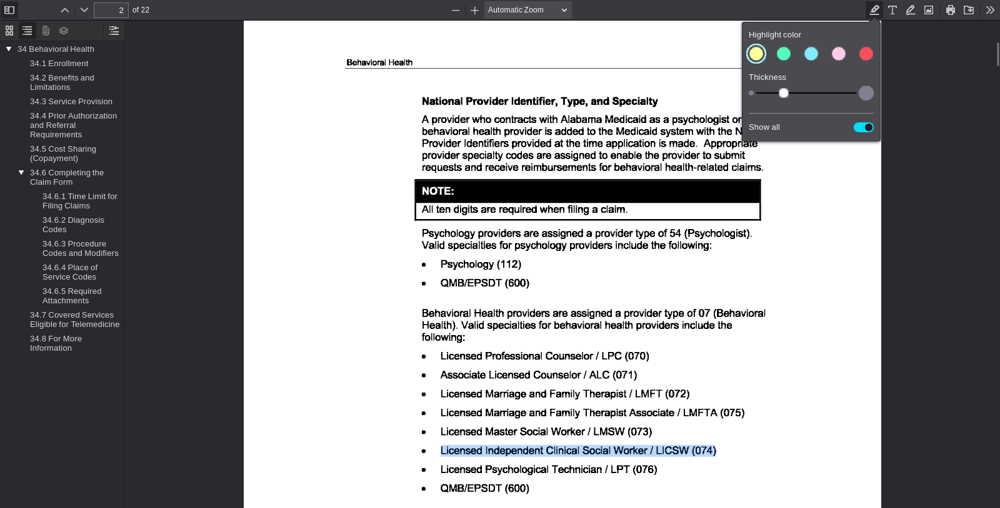 2
of 22
Automatic Zoom
34 Behavioral Health
34.1 Enrollment
34.2 Benefits and
Limitations
34.3 Service Provision
34.4 Prior Authorization
and Referral
Requirements
34.5 Cost Sharing
(Copayment)
34.6 Completing the
Claim Form
34.6.1 Time Limit for
Filing Claims
34.6.2 Diagnosis
Codes
34.6.3 Procedure
Codes and Modifiers
34.6.4 Place of
Service Codes
34.6.5 Required
Attachments
34.7 Covered Services
Eligible for Telemedicine
34.8 For More
Information
Highlight color
Thickness
Show all
Behavioral Health
National Provider Identifier, Type, and Specialty
A provider who contracts with Alabama Medicaid as a psychologist or
behavioral health provider is added to the Medicaid system with the N
Provider Identifiers provided at the time application is made.  Appropriate
provider specialty codes are assigned to enable the provider to submit
requests and receive reimbursements for behavioral health-related claims.
NOTE:
All ten digits are required when filing a claim.
Psychology providers are assigned a provider type of 54 (Psychologist).
Valid specialties for psychology providers include the following:
• Psychology (112)
• QMB/EPSDT (600)
Behavioral Health providers are assigned a provider type of 07 (Behavioral
Health). Valid specialties for behavioral health providers include the
following:
• Licensed Professional Counselor / LPC (070)
• Associate Licensed Counselor / ALC (071)
• Licensed Marriage and Family Therapist / LMFT (072)
• Licensed Marriage and Family Therapist Associate / LMFTA (075)
• Licensed Master Social Worker / LMSW (073)
• Licensed Independent Clinical Social Worker / LICSW (074)
• Licensed Psychological Technician / LPT (076)
• QMB/EPSDT (600)